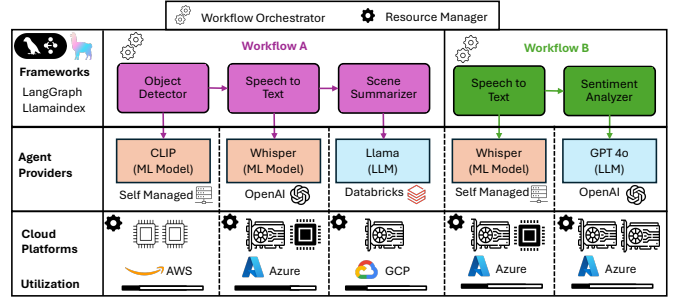 Workflow Orchestrator Resource Manager
Workflow A Workflow B
Frameworks
LangGraph
Llamaindex
Object
Detector
Speech to
Text
Scene
Summarizer
Speech to
Text
Sentiment
Analyzer
Agent
Providers
CLIP
(ML Model)
Self Managed
Whisper
(ML Model)
OpenAI
Llama
(LLM)
Databricks
Whisper
(ML Model)
Self Managed
GPT 4o
(LLM)
OpenAI
Cloud
Platforms
AWS
Azure
GCP
Azure
Azure
Utilization